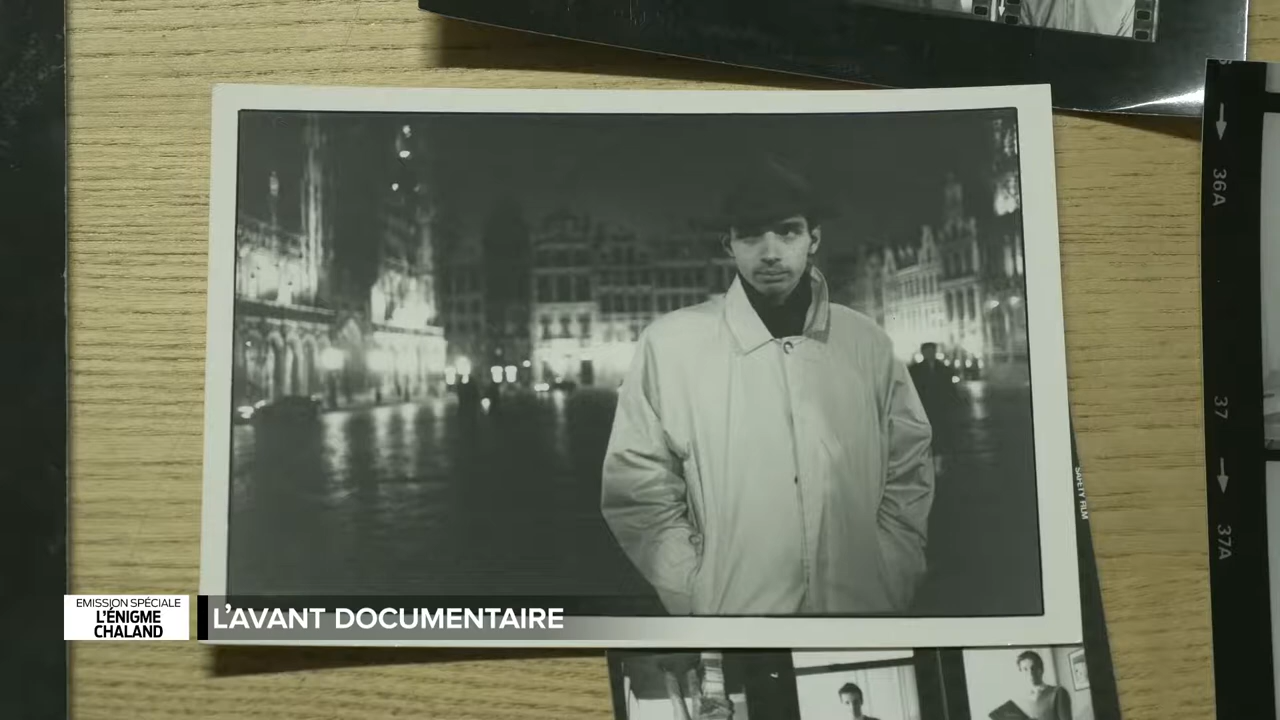 36A
37
SAFETY FILM
37A
EMISSION SPÉCIALE
L'ÉNIGME
CHALAND
L'AVANT DOCUMENTAIRE